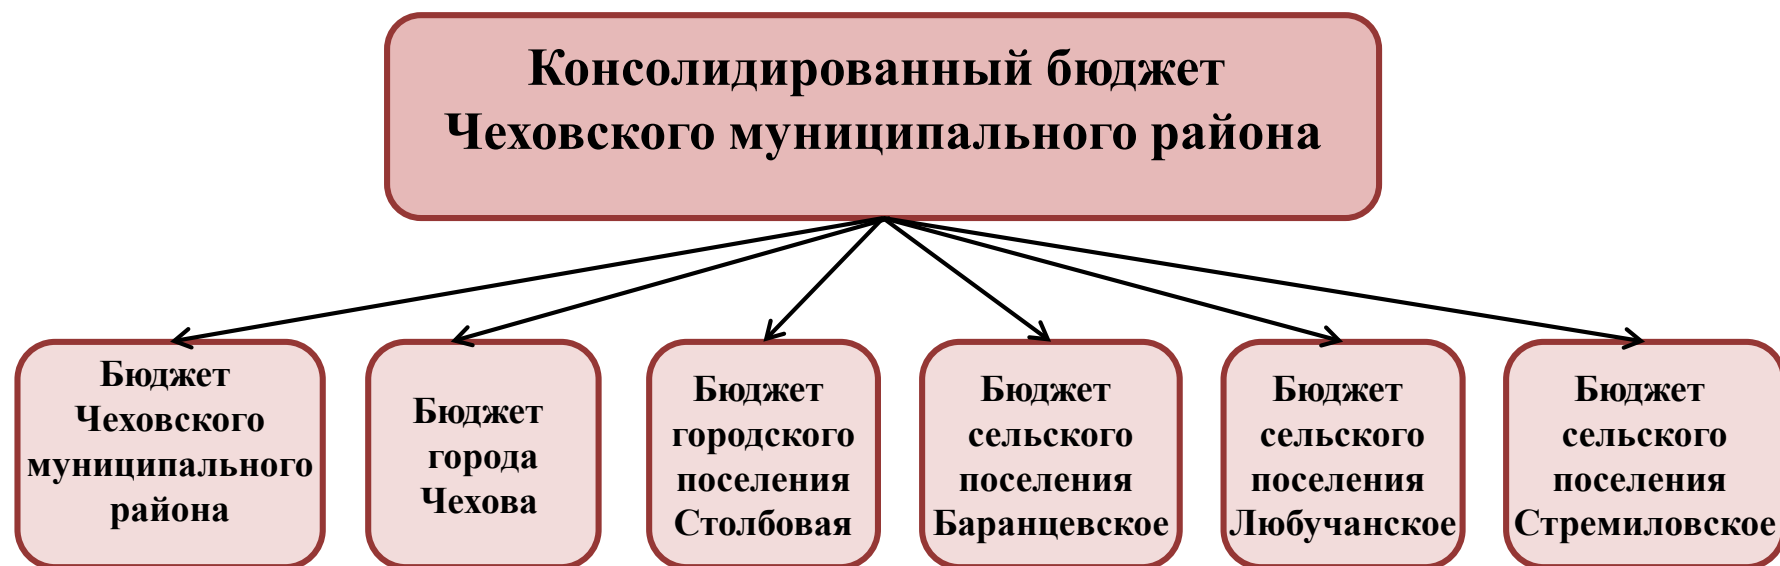 Консолидированный бюджет
Чеховского муниципального района
Бюджет
Чеховского
муниципального
района
Бюджет
города
Чехова
Бюджет
городского
поселения
Столбовая
Бюджет
сельского
поселения
Баранцевское
Бюджет
сельского
поселения
Любучанское
Бюджет
сельского
поселения
Стремиловское